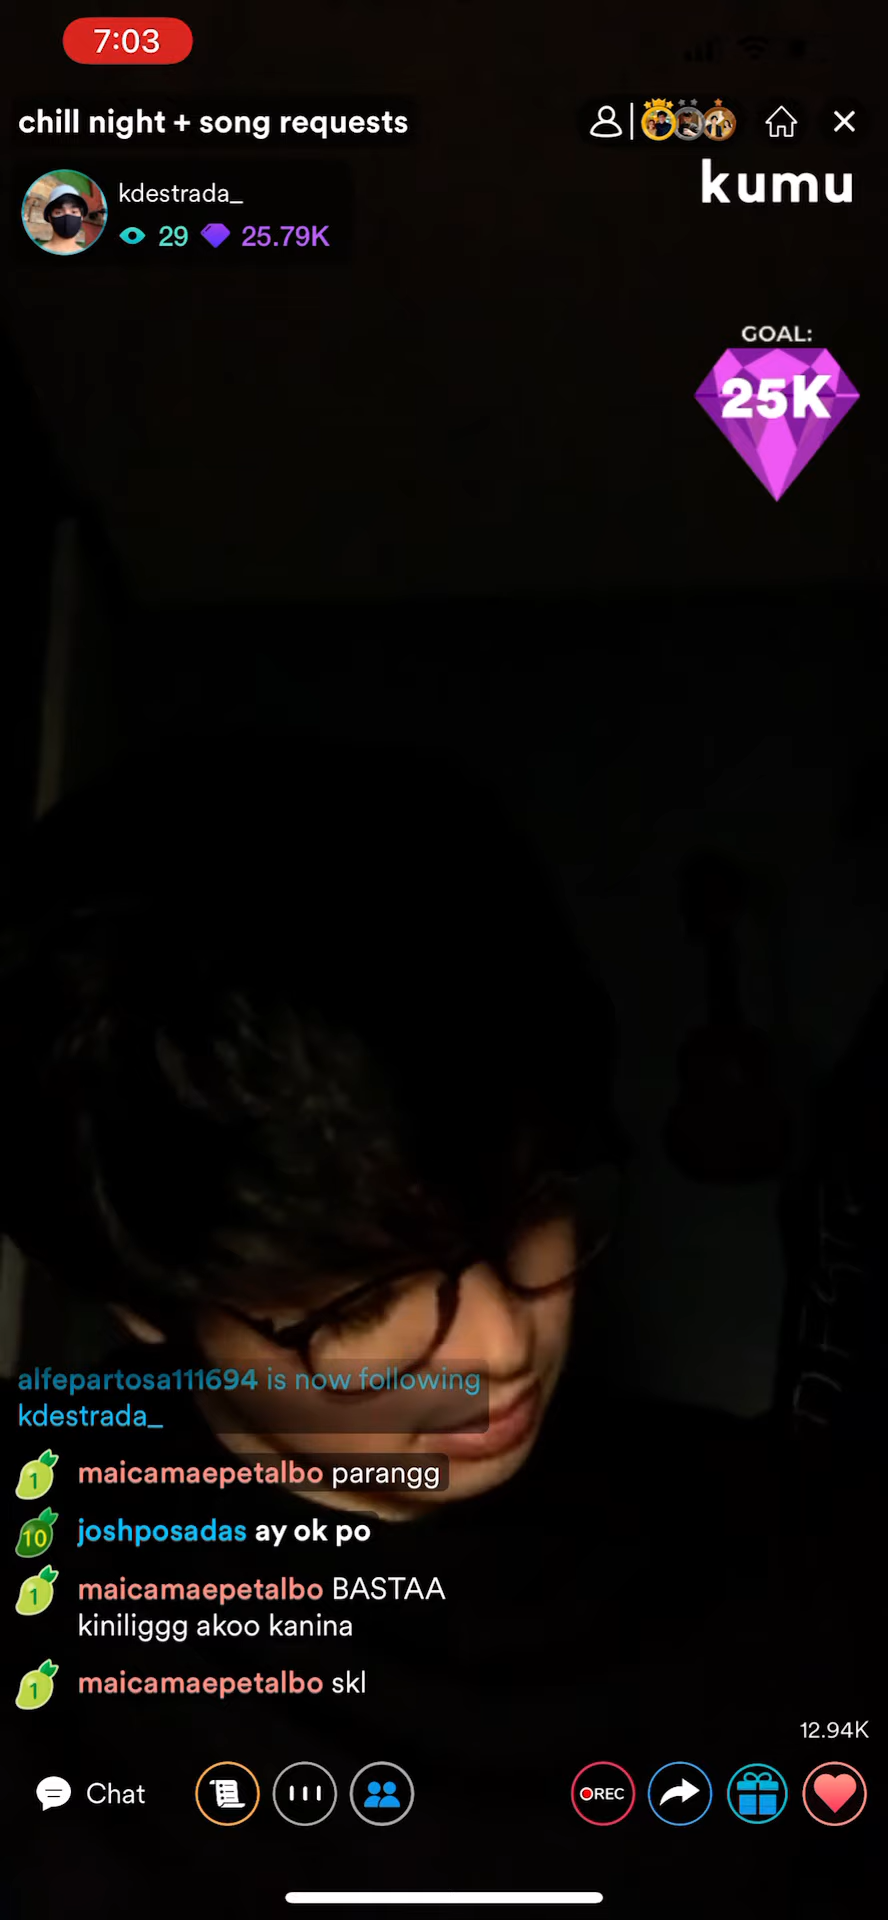 7:03
chill night + song requests
kumu
kdestrada_
29 25.79K
GOAL:
25K
alfepartosa111694 is now following
kdestrada_
1 maicamaepetalbo parangg
10 joshposadas ay ok po
1 maicamaepetalbo BASTAA
kiniliggg akoo kanina
1 maicamaepetalbo skl
12.94K
Chat
REC